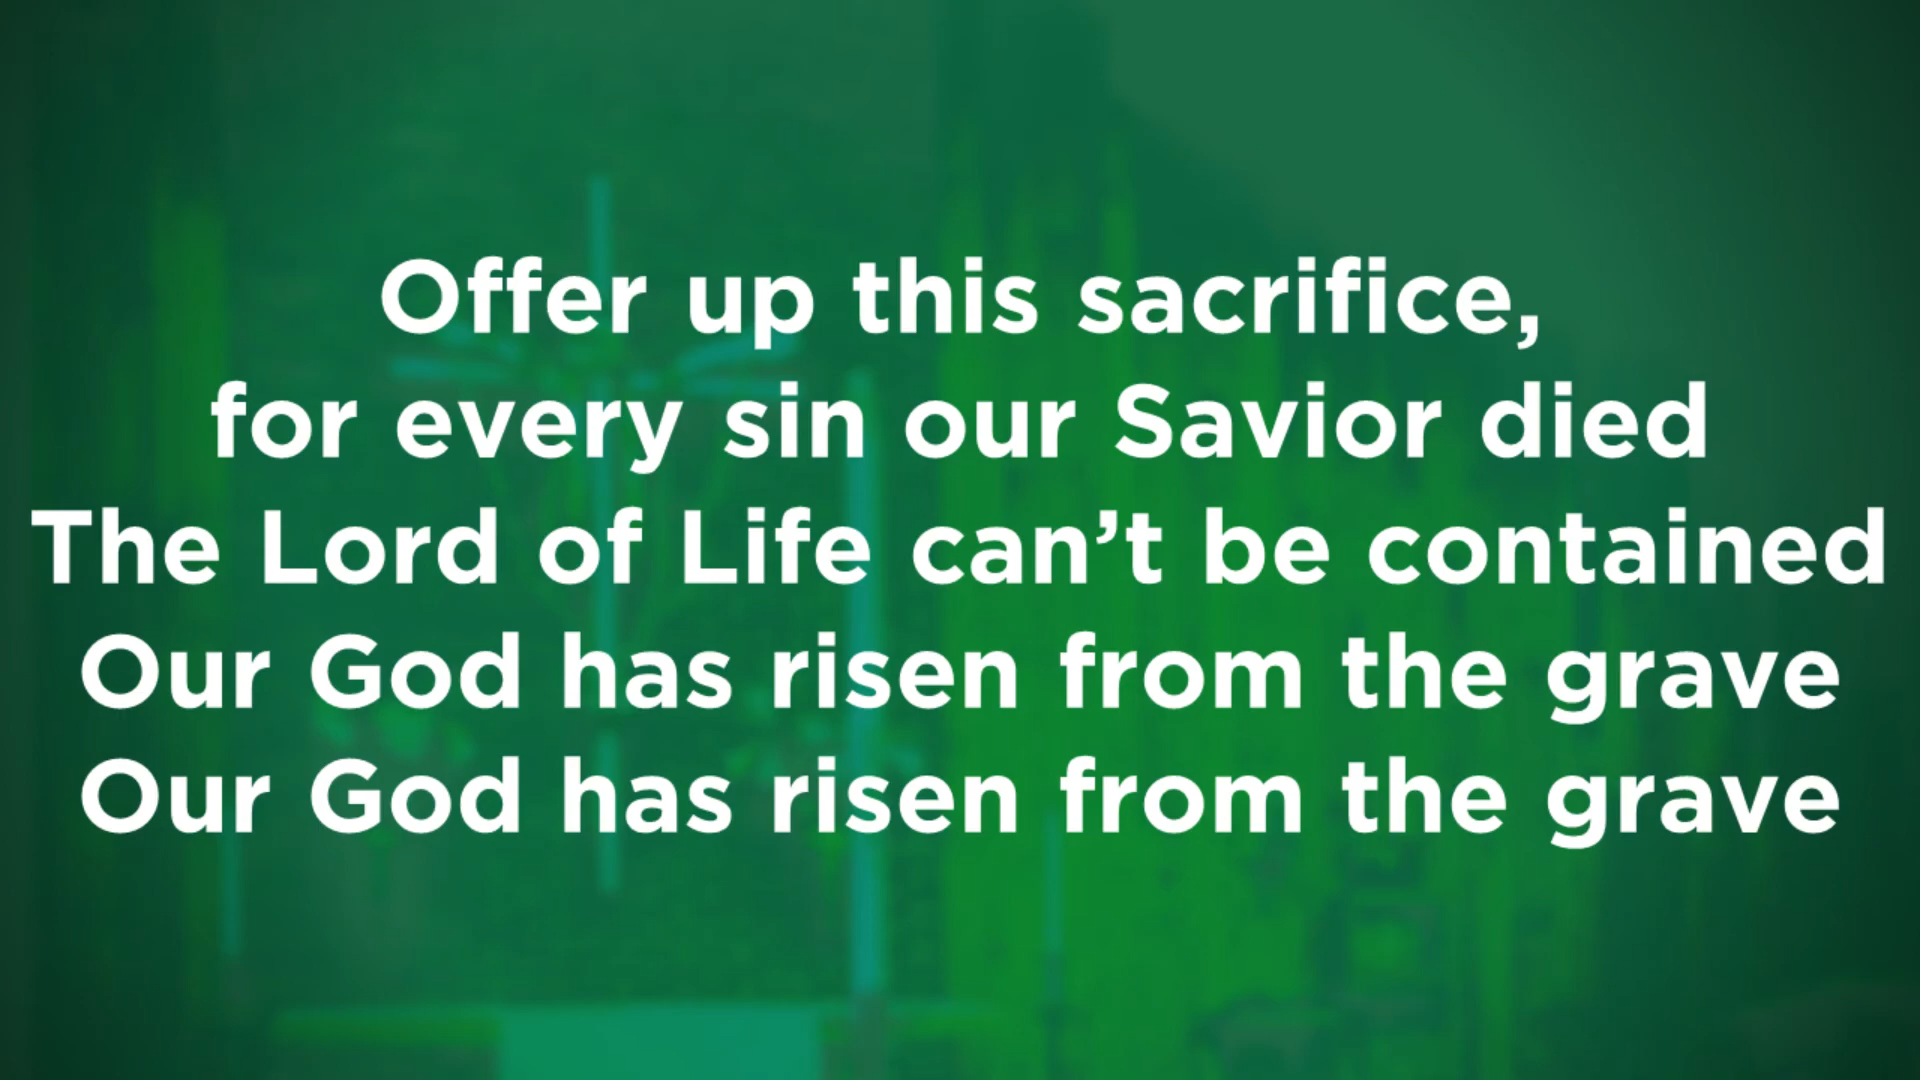 Offer up this sacrifice,
for every sin our Savior died
The Lord of Life can’t be contained
Our God has risen from the grave
Our God has risen from the grave